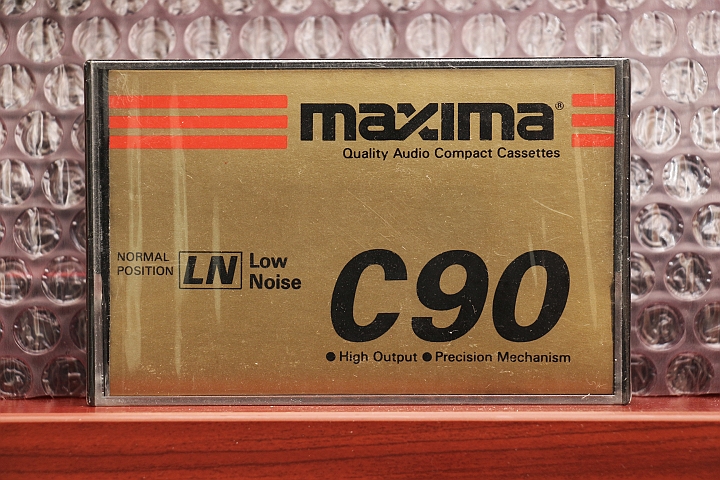 maxima®
Quality Audio Compact Cassettes
NORMAL
POSITION
LN
Low
Noise
C90
● High Output ● Precision Mechanism